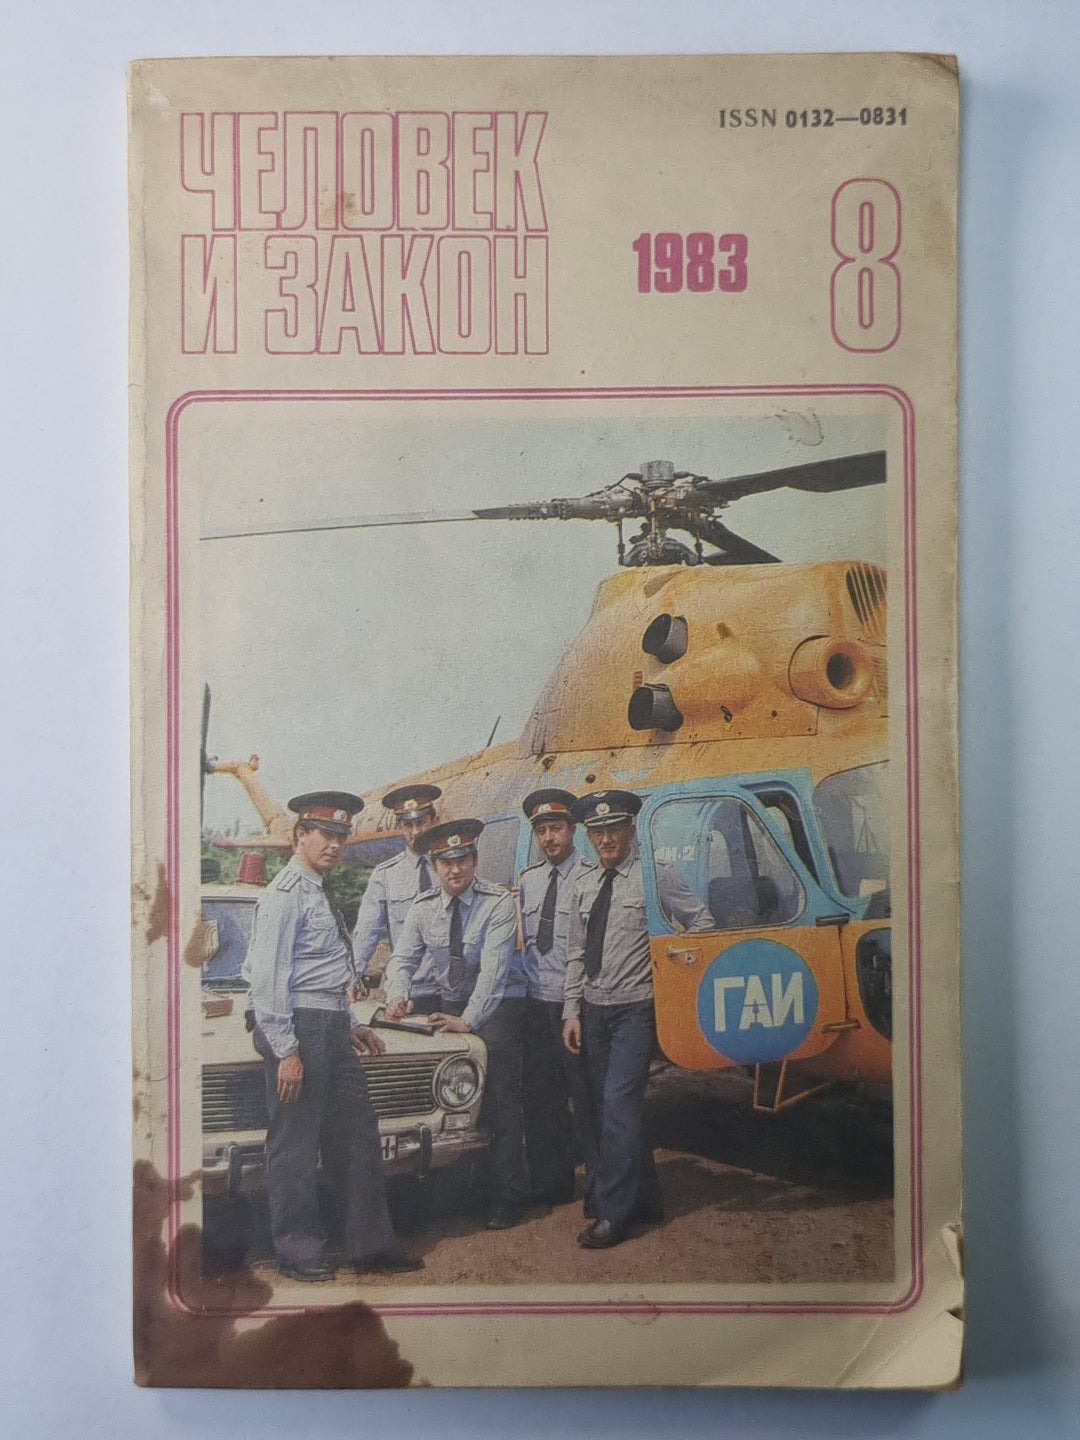 ЧЕЛОВЕК
И ЗАКОН
ISSN 0132—0831
1983
8
ГАИ